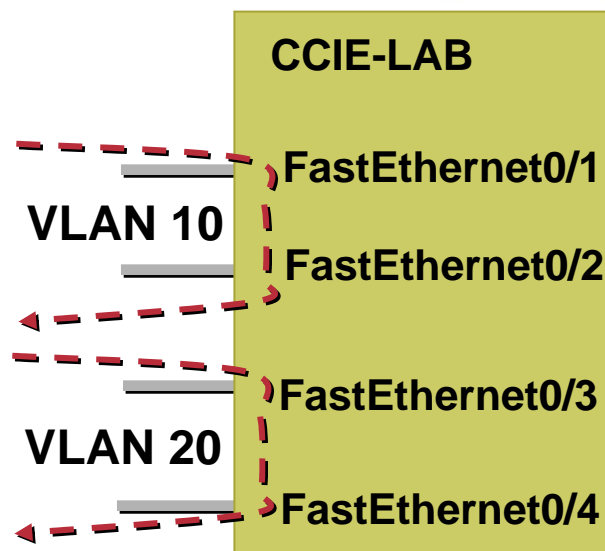 CCIE-LAB
FastEthernet0/1
VLAN 10
FastEthernet0/2
FastEthernet0/3
VLAN 20
FastEthernet0/4